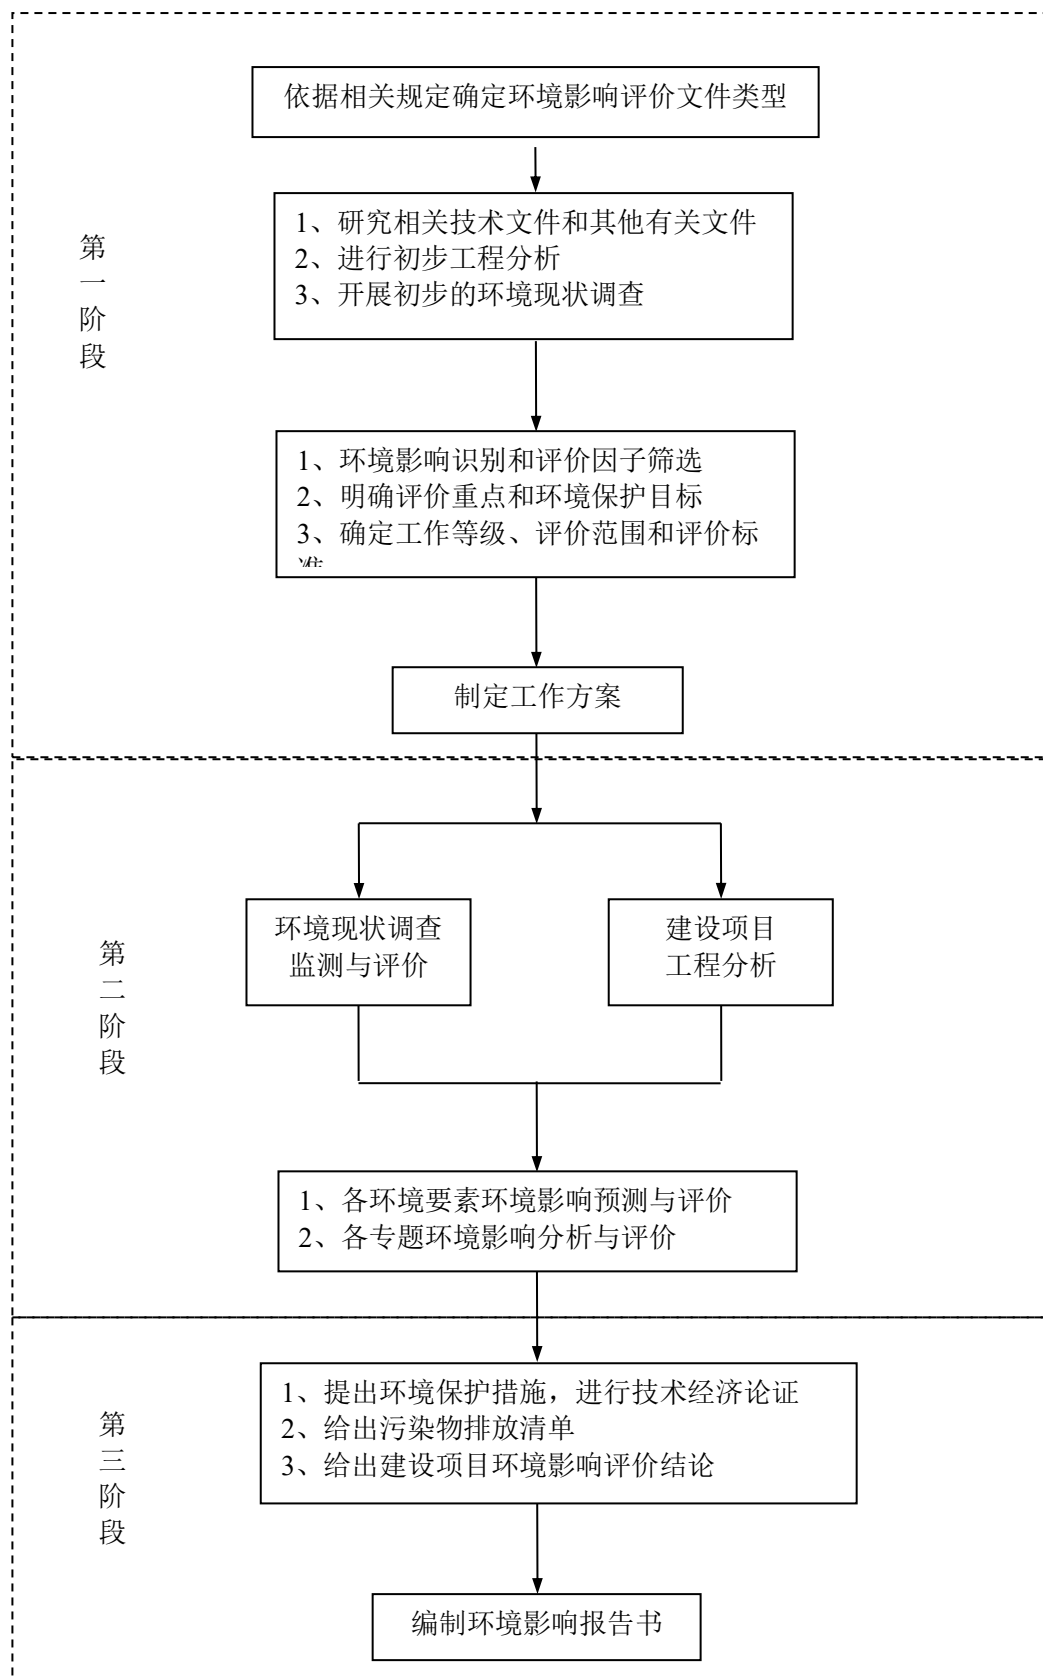 依据相关规定确定环境影响评价文件类型
1、研究相关技术文件和其他有关文件
2、进行初步工程分析
3、开展初步的环境现状调查
第一阶段
1、环境影响识别和评价因子筛选
2、明确评价重点和环境保护目标
3、确定工作等级、评价范围和评价标
准
制定工作方案
环境现状调查
监测与评价
建设项目
工程分析
第二阶段
1、各环境要素环境影响预测与评价
2、各专题环境影响分析与评价
1、提出环境保护措施，进行技术经济论证
2、给出污染物排放清单
3、给出建设项目环境影响评价结论
第三阶段
编制环境影响报告书